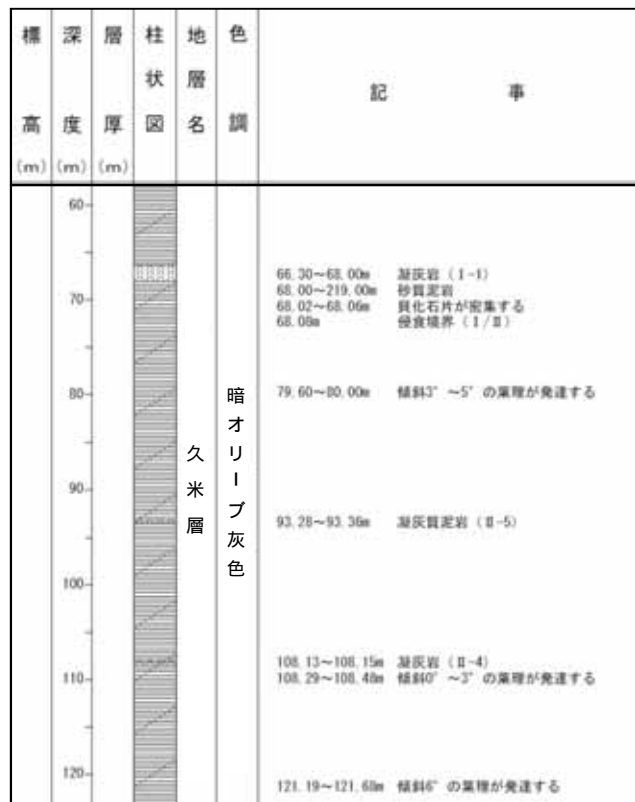 標高(m)
深度(m)
層厚(m)
柱状図
地層名
色調
記事
60
70
80
90
100
110
120
久米層
暗オリーブ灰色
66.30~68.00m 凝灰岩(Ⅰ-1)
68.00~219.00m 砂質泥岩
68.02~68.06m 貝化石片が密集する
68.08m 侵食境界(Ⅰ/Ⅱ)
79.60~80.00m 傾斜3°~5°の葉理が発達する
93.28~93.36m 凝灰質泥岩(Ⅱ-5)
108.13~108.15m 凝灰岩(Ⅱ-4)
108.29~108.48m 傾斜0°~3°の葉理が発達する
121.19~121.68m 傾斜6°の葉理が発達する